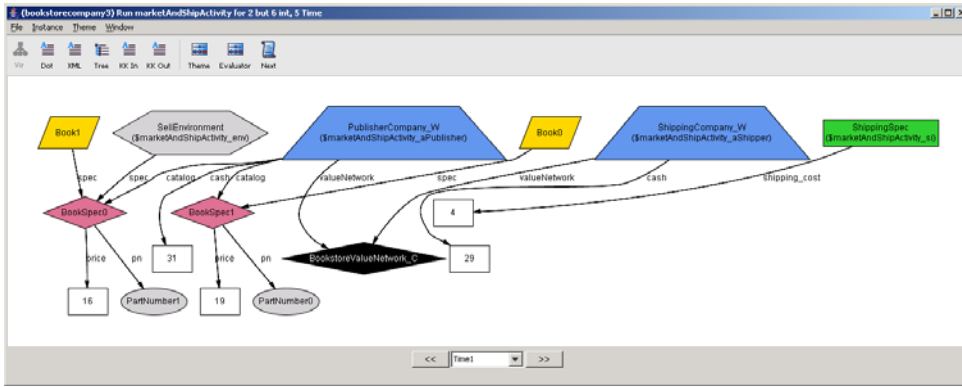 {bookstorecompany3} Run marketAndShipActivity for 2 but 6 int, 5 Time
File Instance Theme Window
Viz Dot XML Tree KK In KK Out Theme Evaluator Next
Book1
SellEnvironment
($marketAndShipActivity_env)
PublisherCompany_W
($marketAndShipActivity_aPublisher)
Book0
ShippingCompany_W
($marketAndShipActivity_aShipper)
ShippingSpec
($marketAndShipActivity_si)
spec spec catalog cash catalog valueNetwork spec valueNetwork cash shipping_cost
BookSpec0 BookSpec1 4
price pn 31 price pn BookstoreValueNetwork_C 29
16 PartNumber1 19 PartNumber0
<< Time1 >>